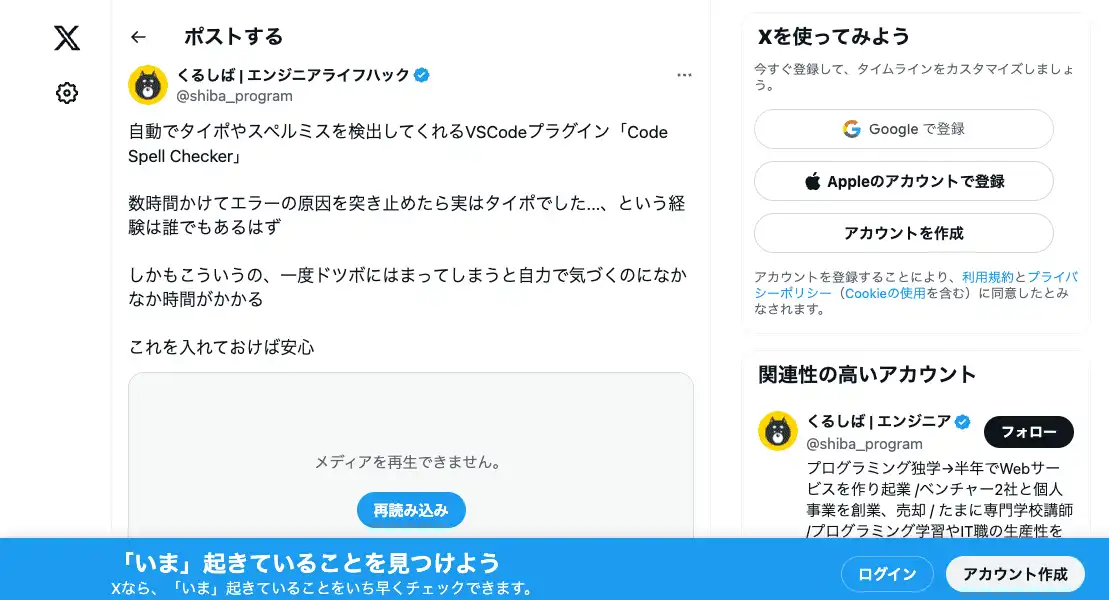 ポストする
くるしば | エンジニアライフハック
@shiba_program
自動でタイポやスペルミスを検出してくれるVSCodeプラグイン「Code
Spell Checker」
数時間かけてエラーの原因を突き止めたら実はタイポでした...、という経
験は誰でもあるはず
しかもこういうの、一度ドツボにはまってしまうと自力で気づくのになか
なか時間がかかる
これを入れておけば安心
メディアを再生できません。
再読み込み
Xを使ってみよう
今すぐ登録して、タイムラインをカスタマイズしましょ
う。
Google で登録
Appleのアカウントで登録
アカウントを作成
アカウントを登録することにより、利用規約とプライバ
シーポリシー（Cookieの使用を含む）に同意したとみ
なされます。
関連性の高いアカウント
くるしば | エンジニア
@shiba_program
フォロー
プログラミング独学→半年でWebサー
ビスを作り起業 /ベンチャー2社と個人
事業を創業、売却 / たまに専門学校講師
/プログラミング学習やIT職の生産性を
「いま」起きていることを見つけよう
Xなら、「いま」起きていることをいち早くチェックできます。
ログイン
アカウント作成